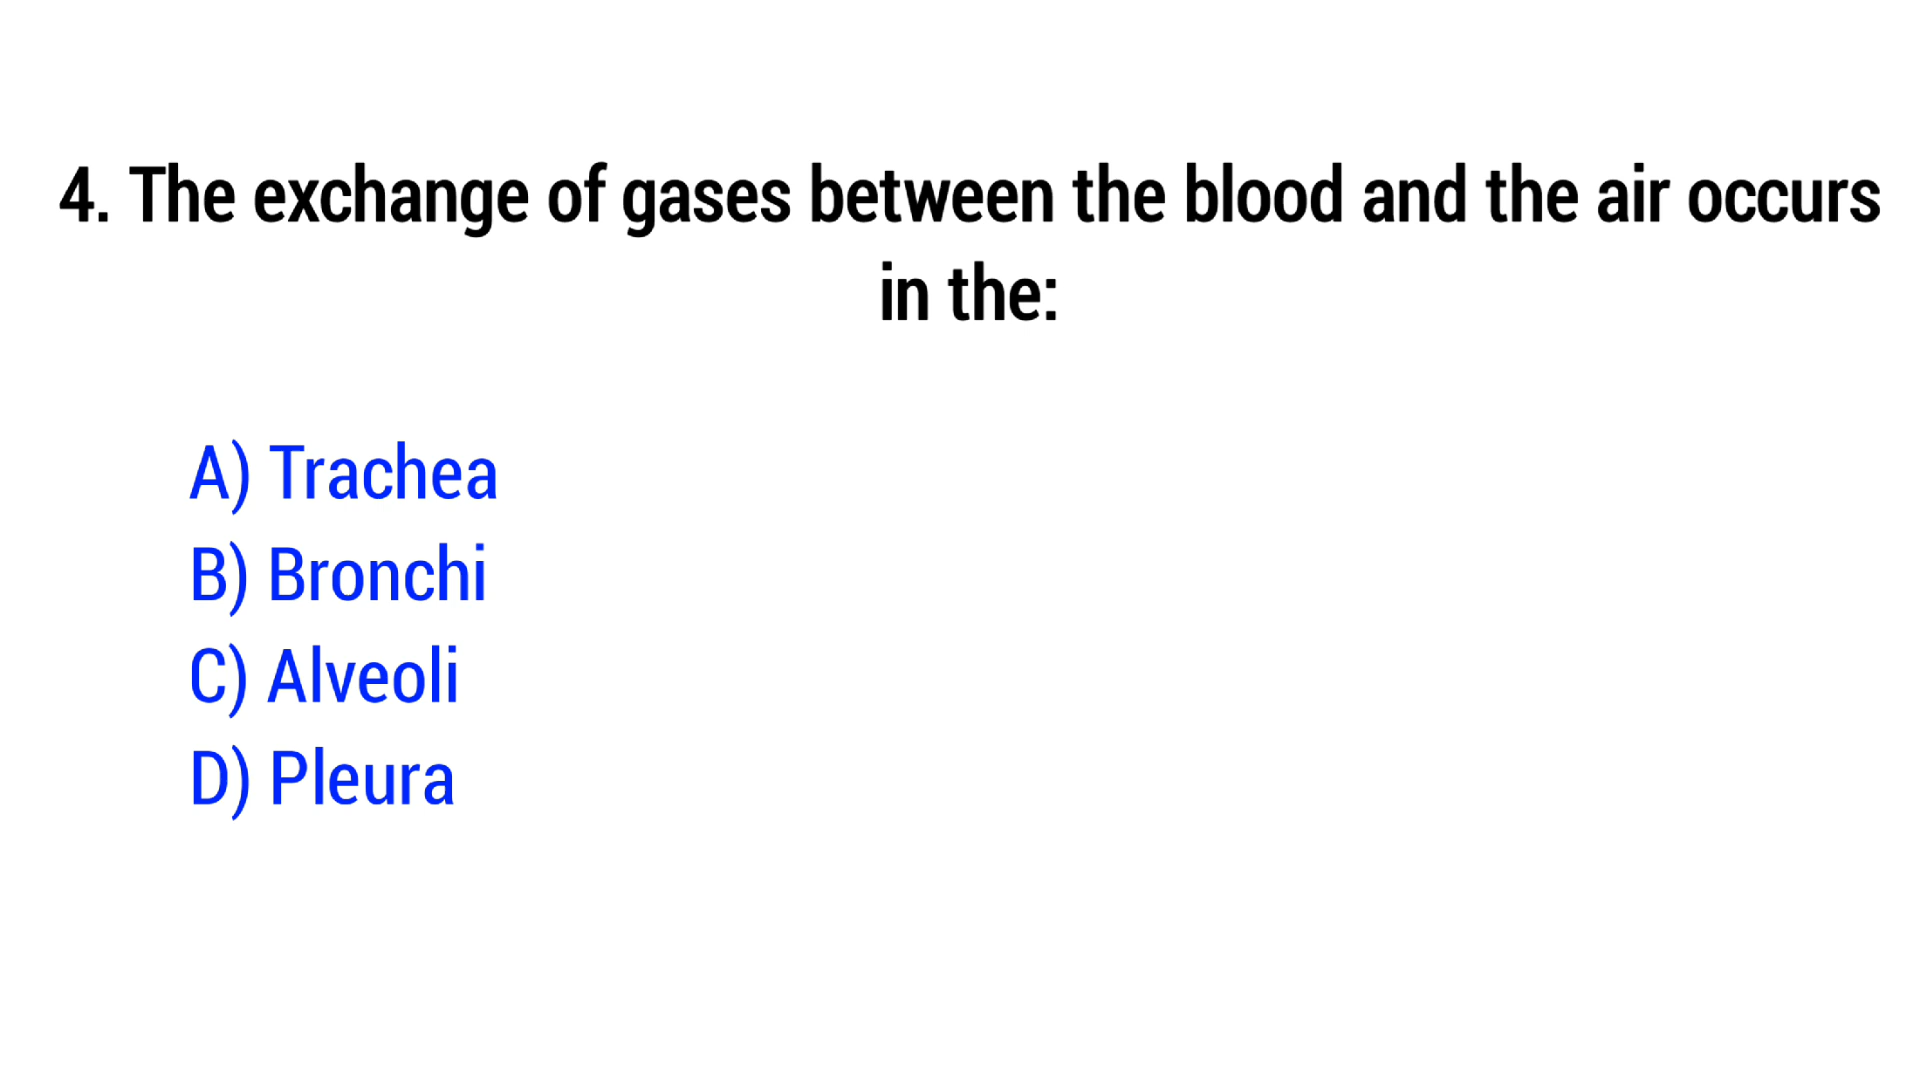 4. The exchange of gases between the blood and the air occurs
in the:
A) Trachea
B) Bronchi
C) Alveoli
D) Pleura